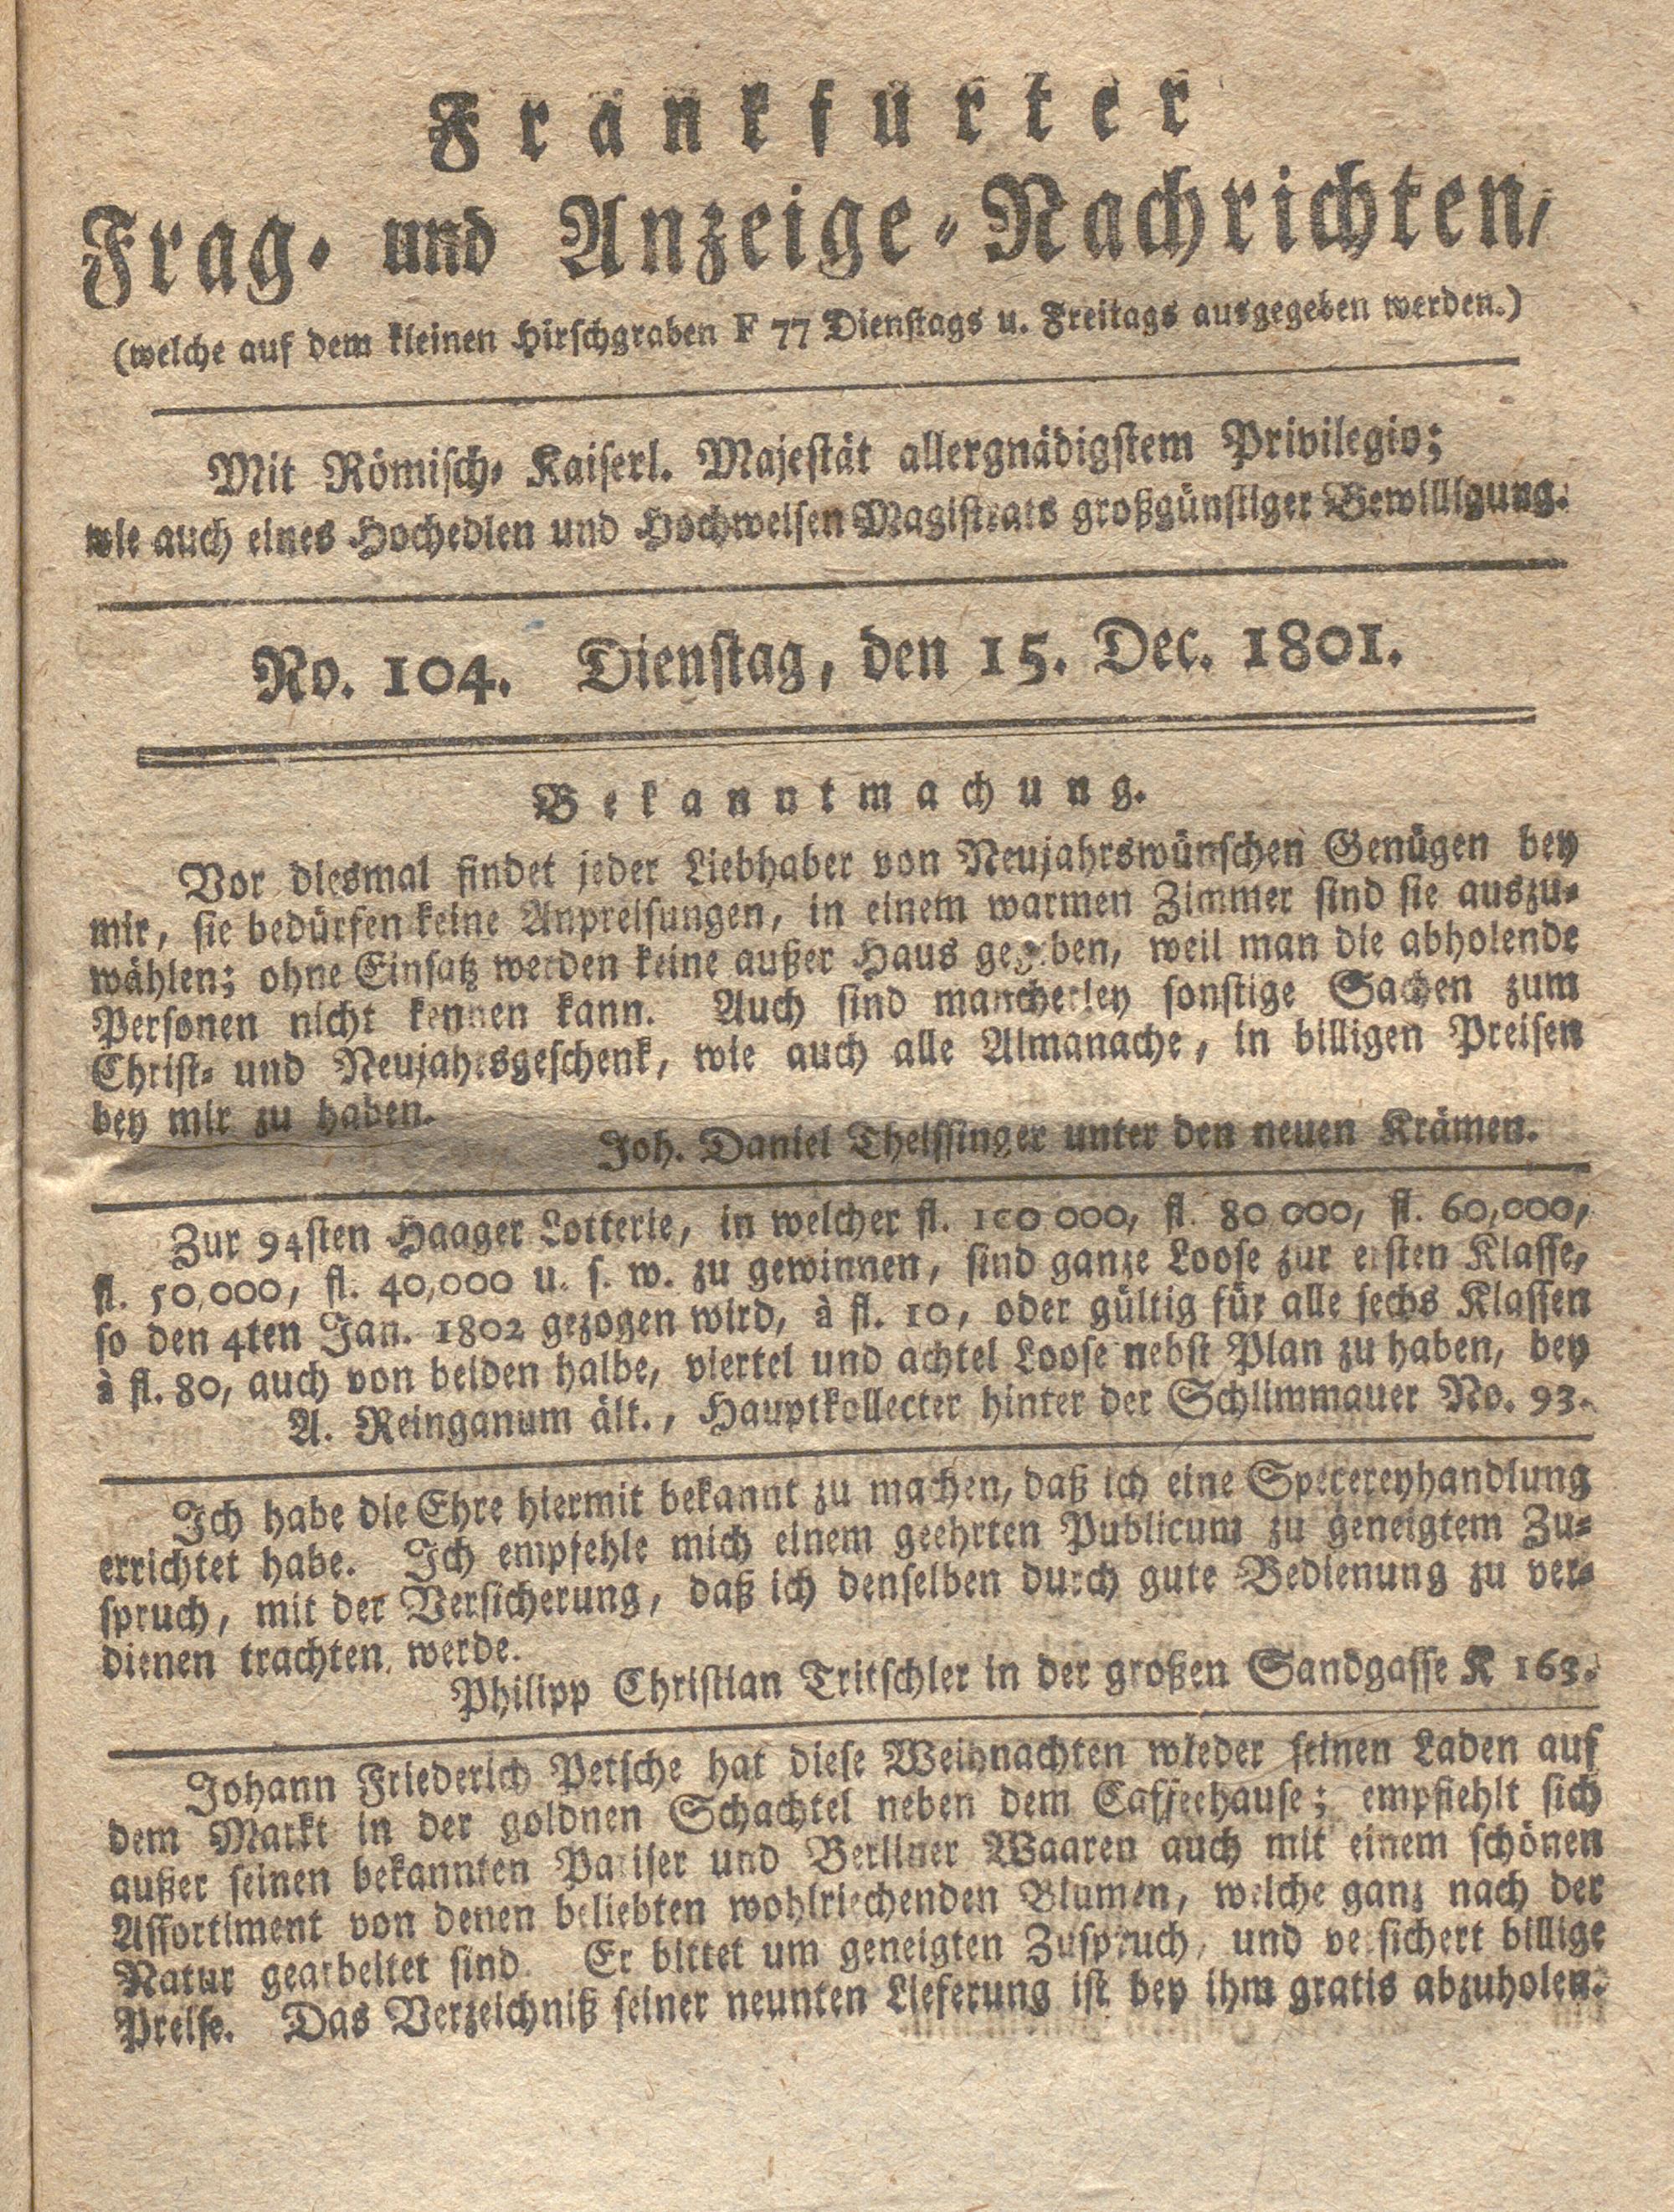 Frankfurter
Frag- und Anzeige-Nachrichten,
(welche auf dem kleinen Hirschgraben F 77 Dienstags u. Freitags ausgegeben werden.)
Mit Römisch- Kaiserl. Majestät allergnädigstem Privilegio;
wie auch eines Hochedlen und Hochweisen Magistrats großgünstiger Bewilligung.
No. 104. Dienstag, den 15. Dec. 1801.
Bekanntmachung.
Vor diesmal findet jeder Liebhaber von Neujahrswünschen Genügen bey
mir, sie bedürfen keine Anpreisungen, in einem warmen Zimmer sind sie auszu-
wählen; ohne Einsatz werden keine außer Haus gegeben, weil man die abholende
Personen nicht kennen kann. Auch sind mancherley sonstige Sachen zum
Christ- und Neujahrsgeschenk, wie auch alle Almanache, in billigen Preisen
bey mir zu haben.
Joh. Daniel Theissinger unter den neuen Krämen.
Zur 94sten Haager Lotterie, in welcher fl. 100 000, fl. 80 000, fl. 60,000,
fl. 50,000, fl. 40,000 u. s. w. zu gewinnen, sind ganze Loose zur ersten Klasse,
so den 4ten Jan. 1802 gezogen wird, à fl. 10, oder gültig für alle sechs Klassen
à fl. 80, auch von beiden halbe, viertel und achtel Loose nebst Plan zu haben, bey
A. Reinganum ält., Hauptkollecter hinter der Schlimmauer No. 93.
Ich habe die Ehre hiermit bekannt zu machen, daß ich eine Specereyhandlung
errichtet habe. Ich empfehle mich einem geehrten Publicum zu geneigtem Zu-
spruch, mit der Versicherung, daß ich denselben durch gute Bedienung zu ver-
dienen trachten werde.
Philipp Christian Tritschler in der großen Sandgasse K 163.
Johann Friederich Petsche hat diese Weihnachten wieder seinen Laden auf
dem Markt in der goldnen Schachtel neben dem Caffeehause; empfiehlt sich
außer seinen bekannten Pariser und Berliner Waaren auch mit einem schönen
Assortiment von denen beliebten wohlriechenden Blumen, welche ganz nach der
Natur gearbeitet sind. Er bittet um geneigten Zuspruch, und versichert billige
Preise. Das Verzeichniß seiner neunten Lieferung ist bey ihm gratis abzuholen.